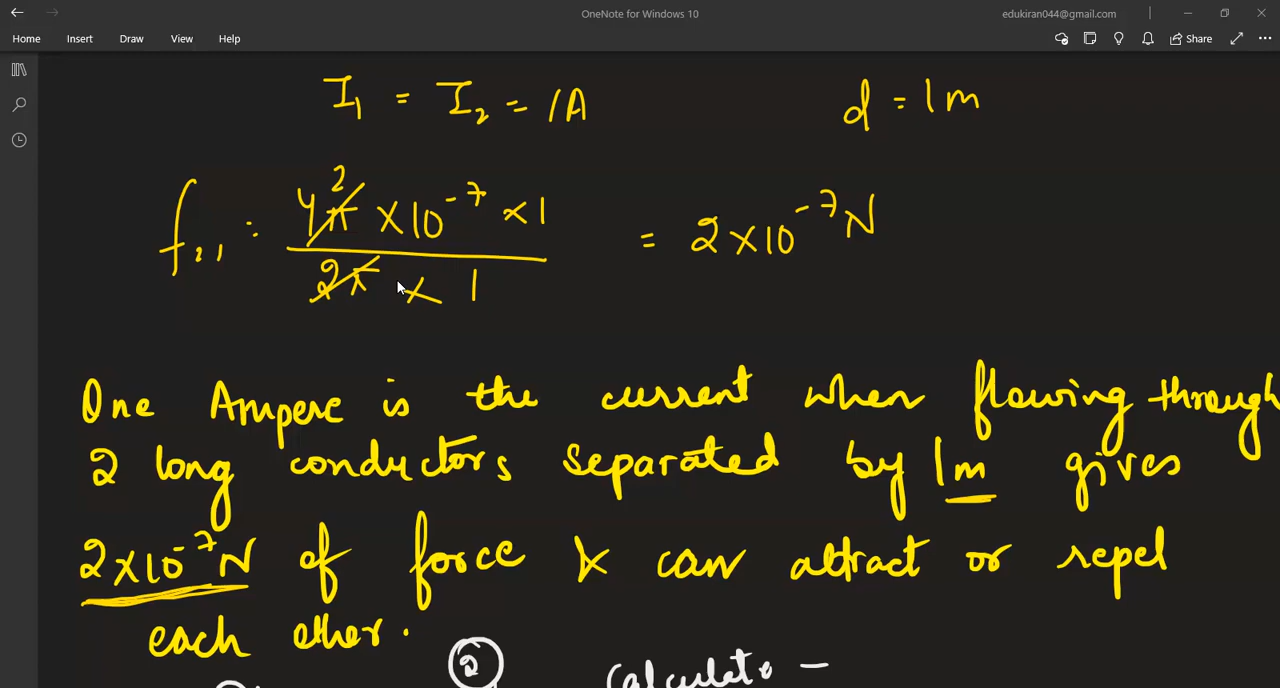 OneNote for Windows 10
edukiran044@gmail.com
Home Insert Draw View Help
Share
I₁ = I₂ = 1A
d = 1m
f₂₁ = 4π² × 10⁻⁷ × 1 / 2π × 1 = 2 × 10⁻⁷ N
One Ampere is the current when flowing through
2 long conductors separated by 1m gives
2×10⁻⁷N of force & can attract or repel
each other.
② Calculate –